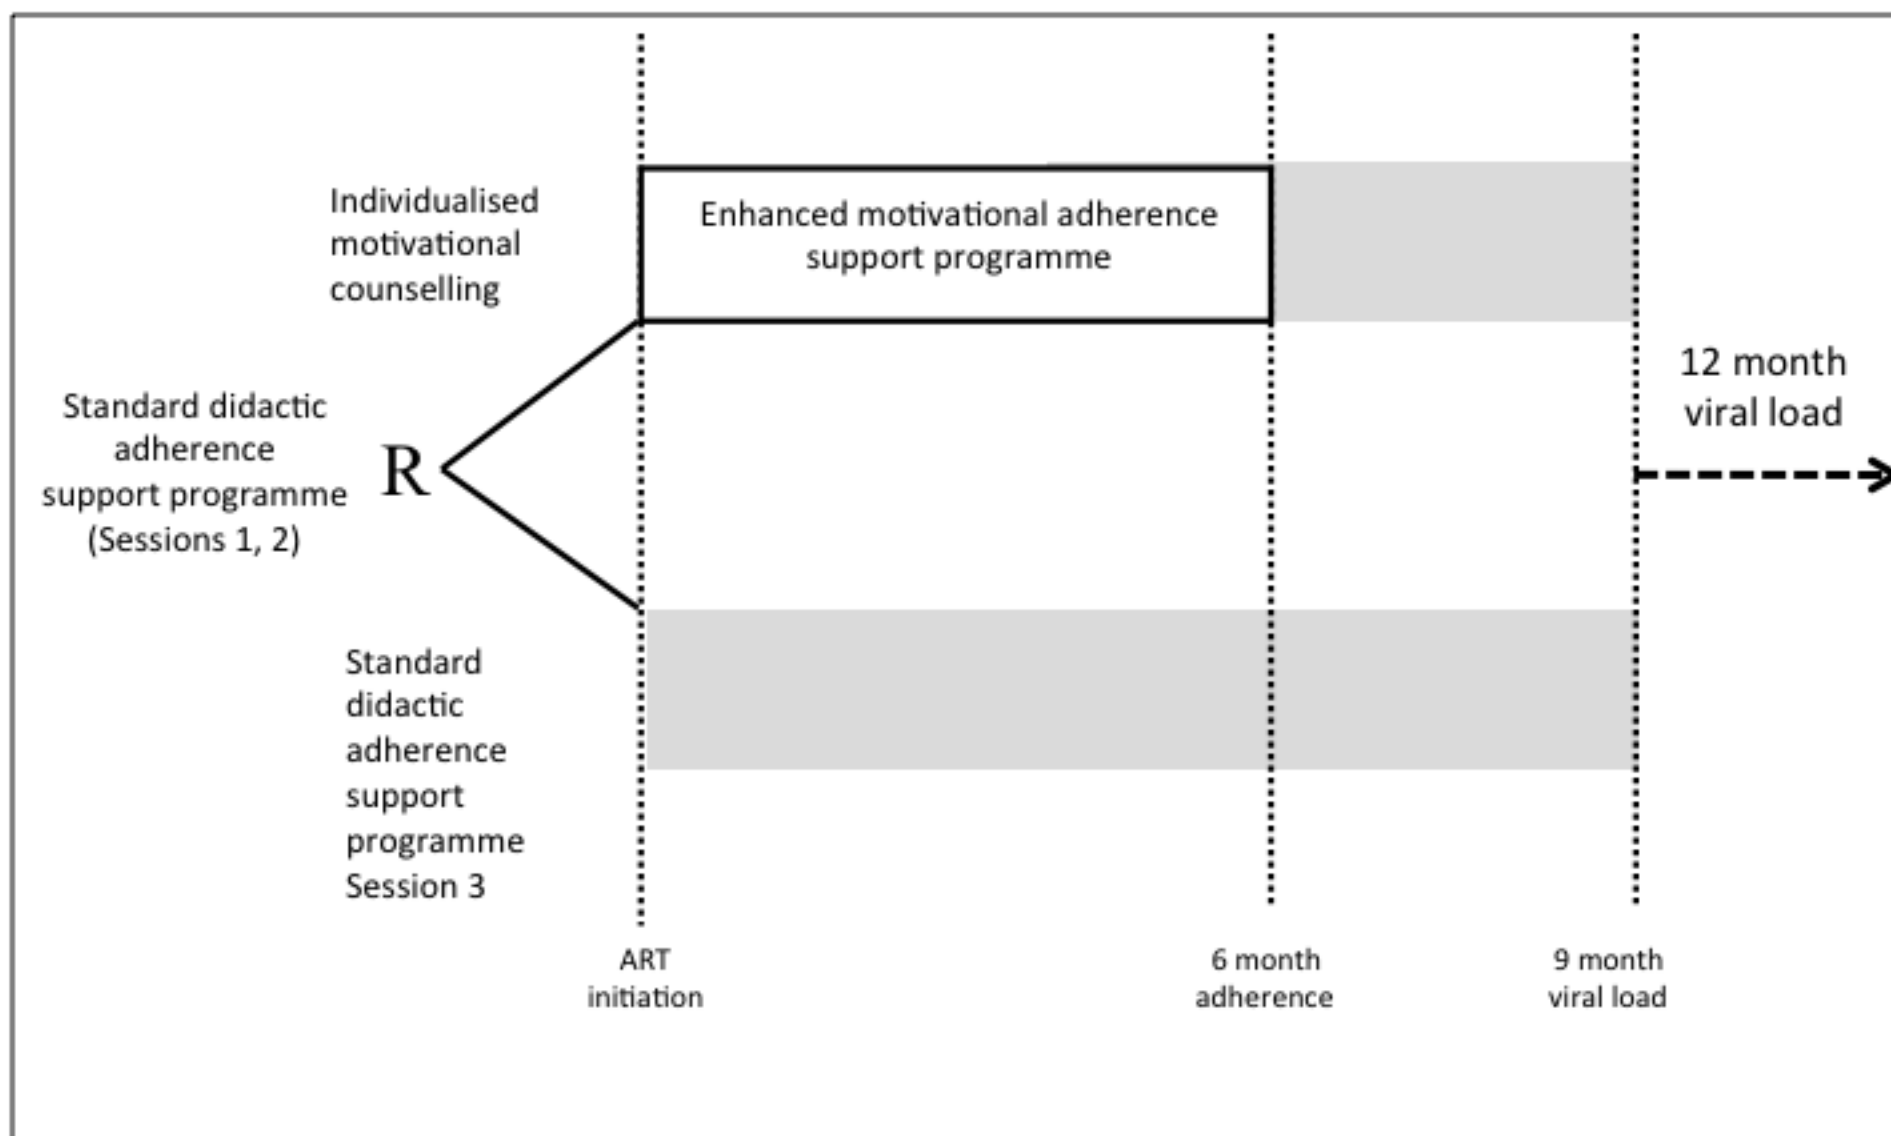 Individualised
motivational
counselling
Enhanced motivational adherence
support programme
12 month
viral load
Standard didactic
adherence
support programme
(Sessions 1, 2)
R
Standard
didactic
adherence
support
programme
Session 3
ART
initiation
6 month
adherence
9 month
viral load